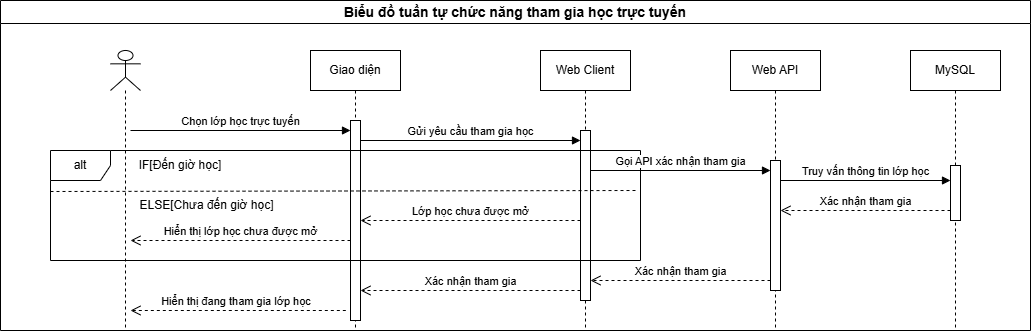 Biểu đồ tuần tự chức năng tham gia học trực tuyến
Giao diện
Web Client
Web API
MySQL
Chọn lớp học trực tuyến
Gửi yêu cầu tham gia học
alt
IF[Đến giờ học]
Gọi API xác nhận tham gia
Truy vấn thông tin lớp học
ELSE[Chưa đến giờ học]
Lớp học chưa được mở
Xác nhận tham gia
Hiển thị lớp học chưa được mở
Xác nhận tham gia
Xác nhận tham gia
Hiển thị đang tham gia lớp học